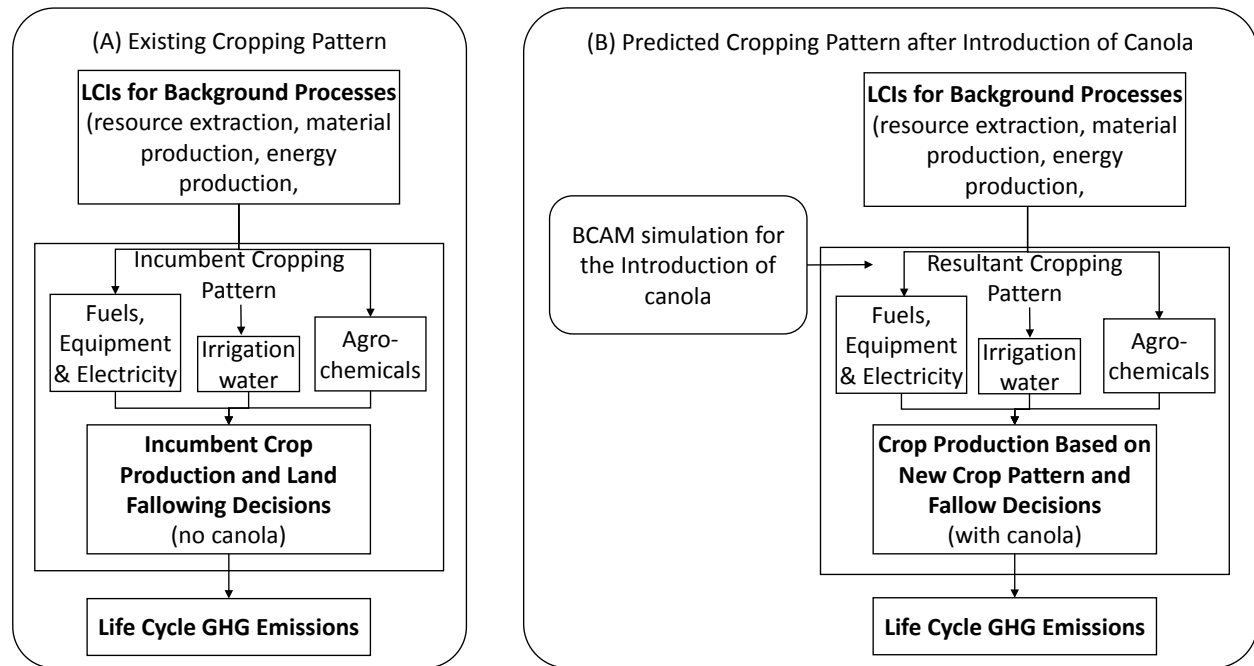 (A) Existing Cropping Pattern
LCIs for Background Processes
(resource extraction, material
production, energy
production,
Incumbent Cropping
Pattern
Fuels,
Equipment
& Electricity
Irrigation
water
Agro-
chemicals
Incumbent Crop
Production and Land
Fallowing Decisions
(no canola)
Life Cycle GHG Emissions
(B) Predicted Cropping Pattern after Introduction of Canola
LCIs for Background Processes
(resource extraction, material
production, energy
production,
BCAM simulation for
the Introduction of
canola
Resultant Cropping
Pattern
Fuels,
Equipment
& Electricity
Irrigation
water
Agro-
chemicals
Crop Production Based on
New Crop Pattern and
Fallow Decisions
(with canola)
Life Cycle GHG Emissions